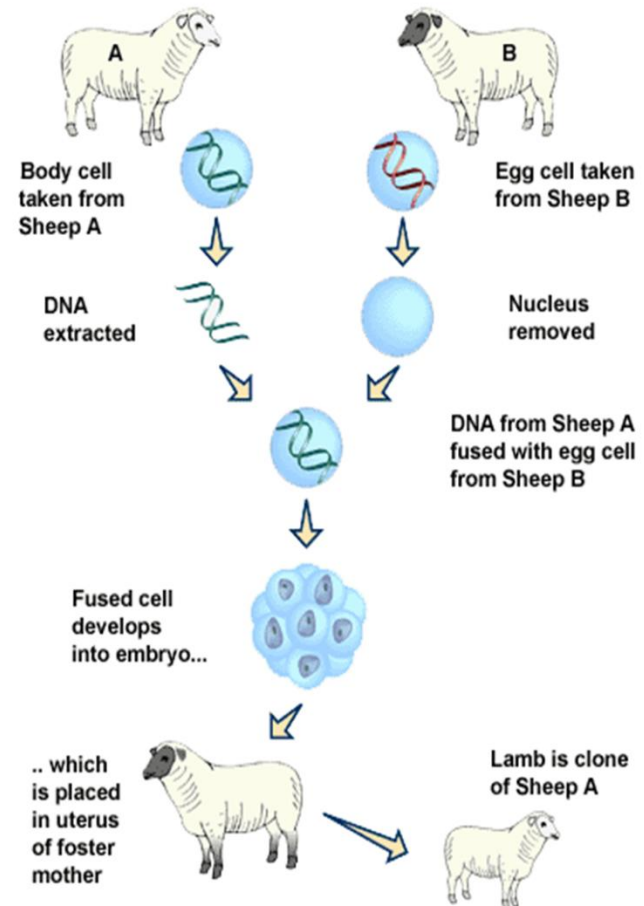 A
B
Body cell
taken from
Sheep A
Egg cell taken
from Sheep B
DNA
extracted
Nucleus
removed
DNA from Sheep A
fused with egg cell
from Sheep B
Fused cell
develops
into embryo...
.. which
is placed
in uterus
of foster
mother
Lamb is clone
of Sheep A